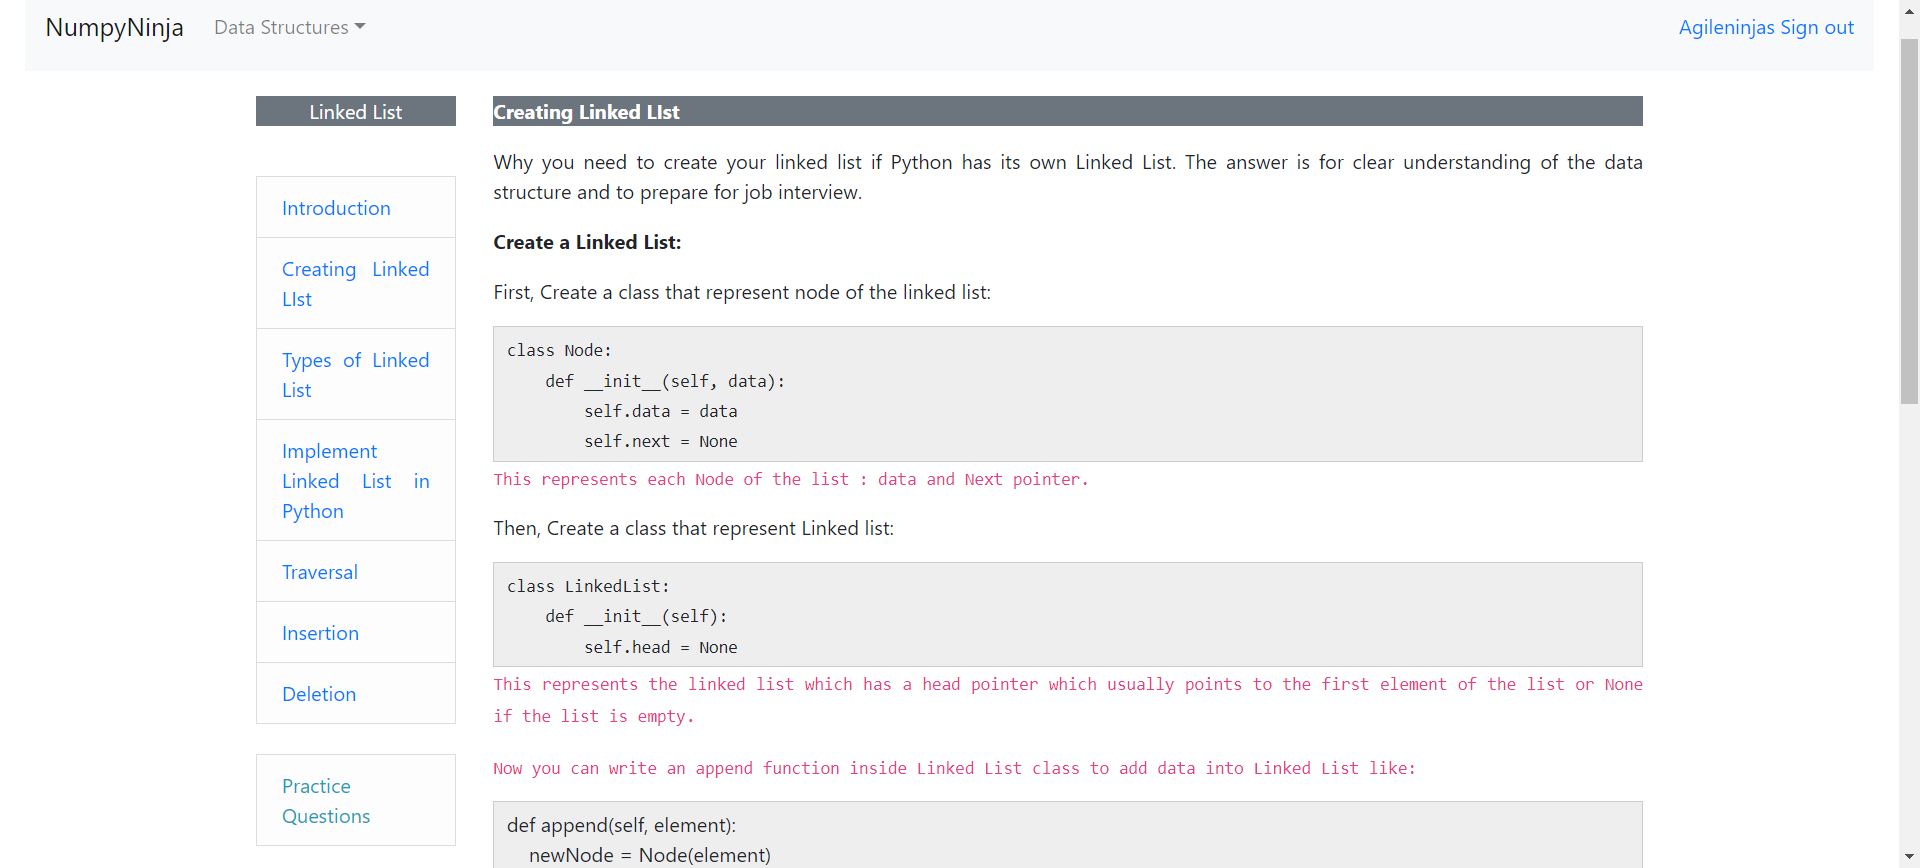 NumpyNinja Data Structures Agileninjas Sign out
Linked List
Introduction
Creating Linked
LIst
Types of Linked
List
Implement
Linked List in
Python
Traversal
Insertion
Deletion
Practice
Questions
Creating Linked LIst
Why you need to create your linked list if Python has its own Linked List. The answer is for clear understanding of the data
structure and to prepare for job interview.
Create a Linked List:
First, Create a class that represent node of the linked list:
class Node:
    def __init__(self, data):
        self.data = data
        self.next = None
This represents each Node of the list : data and Next pointer.
Then, Create a class that represent Linked list:
class LinkedList:
    def __init__(self):
        self.head = None
This represents the linked list which has a head pointer which usually points to the first element of the list or None
if the list is empty.
Now you can write an append function inside Linked List class to add data into Linked List like:
def append(self, element):
    newNode = Node(element)